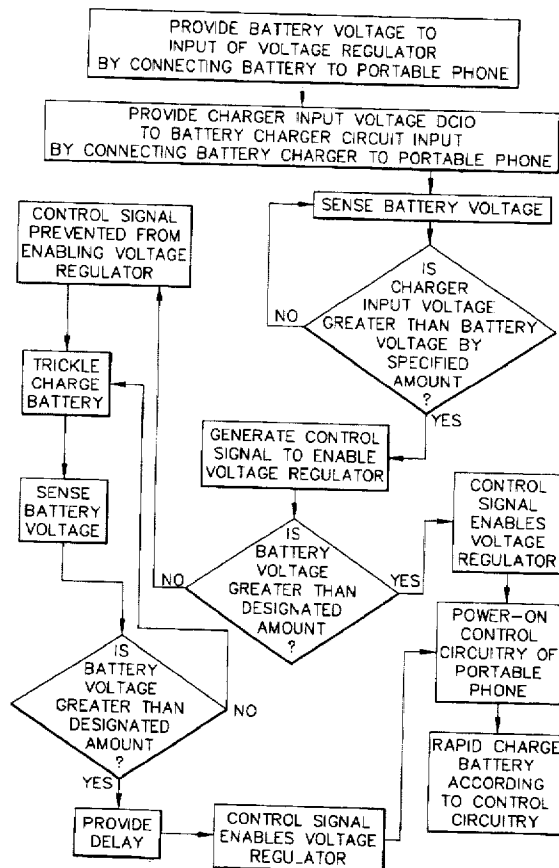 PROVIDE BATTERY VOLTAGE TO
INPUT OF VOLTAGE REGULATOR
BY CONNECTING BATTERY TO PORTABLE PHONE
PROVIDE CHARGER INPUT VOLTAGE DCIO
TO BATTERY CHARGER CIRCUIT INPUT
BY CONNECTING BATTERY CHARGER TO PORTABLE PHONE
SENSE BATTERY VOLTAGE
IS
CHARGER
INPUT VOLTAGE
GREATER THAN BATTERY
VOLTAGE BY
SPECIFIED
AMOUNT
?
NO
YES
GENERATE CONTROL
SIGNAL TO ENABLE
VOLTAGE REGULATOR
IS
BATTERY
VOLTAGE
GREATER THAN
DESIGNATED
AMOUNT
?
NO
YES
CONTROL SIGNAL
PREVENTED FROM
ENABLING VOLTAGE
REGULATOR
TRICKLE
CHARGE
BATTERY
SENSE
BATTERY
VOLTAGE
IS
BATTERY
VOLTAGE
GREATER THAN
DESIGNATED
AMOUNT
?
NO
YES
PROVIDE
DELAY
CONTROL SIGNAL
ENABLES VOLTAGE
REGULATOR
CONTROL
SIGNAL
ENABLES
VOLTAGE
REGULATOR
POWER-ON
CONTROL
CIRCUITRY OF
PORTABLE
PHONE
RAPID CHARGE
BATTERY
ACCORDING
TO CONTROL
CIRCUITRY